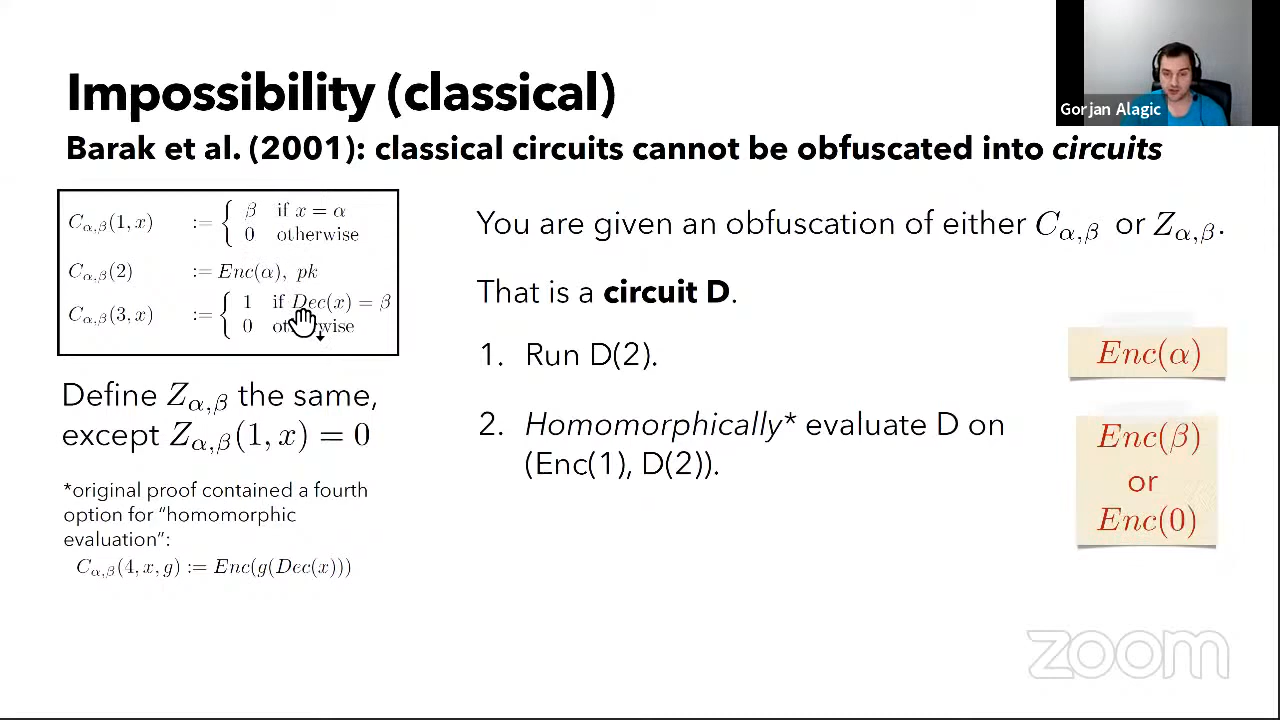 Impossibility (classical)
Barak et al. (2001): classical circuits cannot be obfuscated into circuits
Gorjan Alagic
C_{α,β}(1, x) := { β if x = α
0 otherwise
C_{α,β}(2) := Enc(α), pk
C_{α,β}(3, x) := { 1 if Dec(x) = β
0 otherwise
Define Z_{α,β} the same,
except Z_{α,β}(1, x) = 0
*original proof contained a fourth
option for “homomorphic
evaluation”:
C_{α,β}(4, x, g) := Enc(g(Dec(x)))
You are given an obfuscation of either C_{α,β} or Z_{α,β}.
That is a circuit D.
1. Run D(2).
2. Homomorphically* evaluate D on
(Enc(1), D(2)).
Enc(α)
Enc(β)
or
Enc(0)
zoom